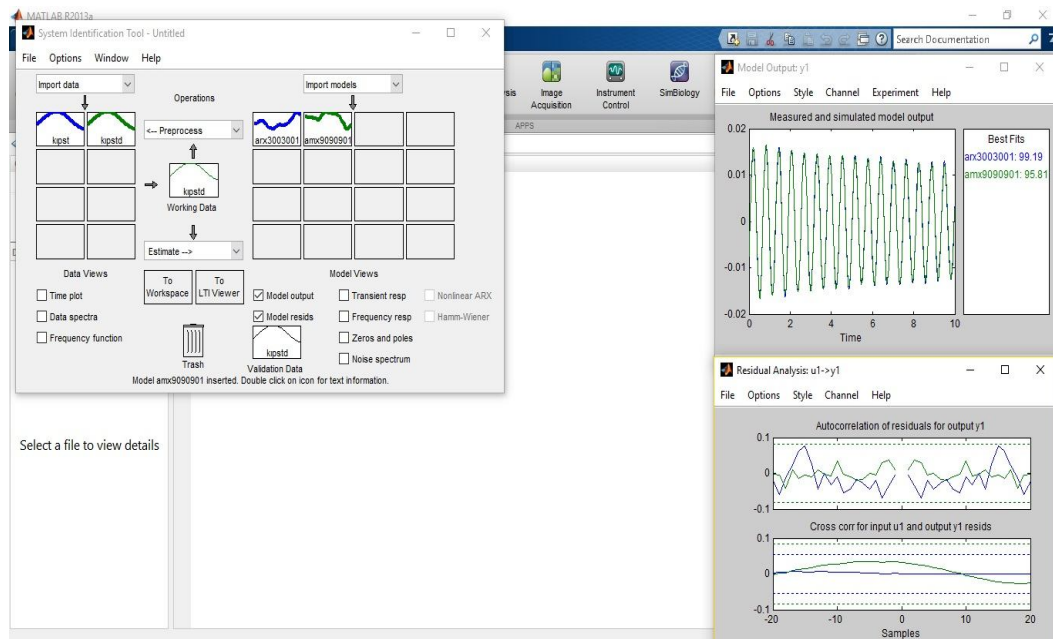 MATLAB R2013a
System Identification Tool - Untitled
File Options Window Help
Import data
Import models
Operations
kıpst
kıpstd
<-- Preprocess
arx3003001
amx9090901
kıpstd
Working Data
Estimate -->
Data Views
To Workspace
To LTI Viewer
Model Views
Time plot
Data spectra
Frequency function
Model output
Model resids
Transient resp
Frequency resp
Zeros and poles
Noise spectrum
Nonlinear ARX
Hamm-Wiener
Trash
kıpstd
Validation Data
Model amx9090901 inserted. Double click on icon for text information.
Select a file to view details
Image Acquisition
Instrument Control
SimBiology
APPS
Search Documentation
Model Output: y1
File Options Style Channel Experiment Help
Measured and simulated model output
0.02
0.01
0
-0.01
-0.02
0 2 4 6 8 10
Time
Best Fits
arx3003001: 99.19
amx9090901: 95.81
Residual Analysis: u1->y1
File Options Style Channel Help
Autocorrelation of residuals for output y1
0.1
0
-0.1
Cross corr for input u1 and output y1 resids
0.1
0
-0.1
-20 -10 0 10 20
Samples